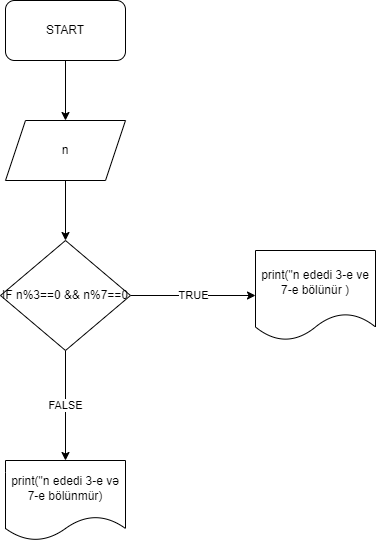 START
n
IF n%3==0 && n%7==0
TRUE
print("n ededi 3-e ve
7-e bölünür )
FALSE
print("n ededi 3-e və
7-e bölünmür)